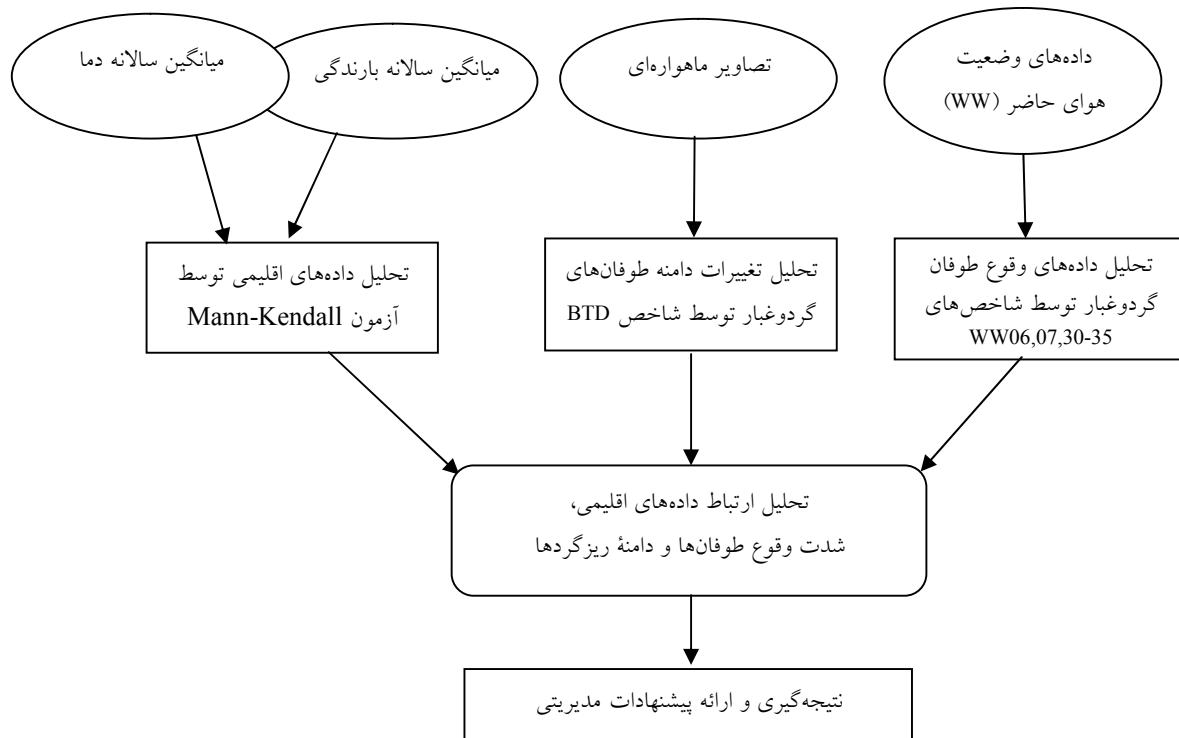 داده‌های وضعیت
هوای حاضر (WW)
تصاویر ماهواره‌ای
میانگین سالانه بارندگی
میانگین سالانه دما
تحلیل داده‌های وقوع طوفان
گردوغبار توسط شاخص‌های
WW06,07,30-35
تحلیل تغییرات دامنه طوفان‌های
گردوغبار توسط شاخص BTD
تحلیل داده‌های اقلیمی توسط
آزمون Mann-Kendall
تحلیل ارتباط داده‌های اقلیمی،
شدت وقوع طوفان‌ها و دامنهٔ ریزگردها
نتیجه‌گیری و ارائه پیشنهادات مدیریتی